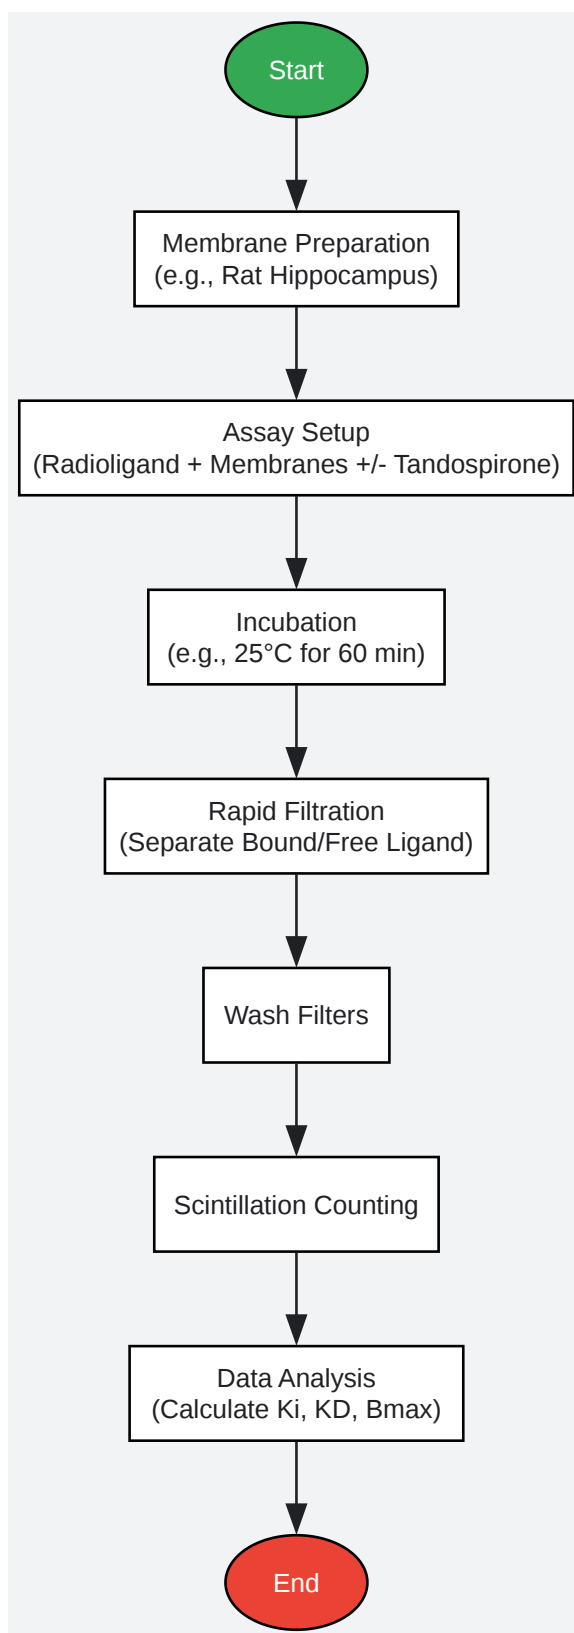 Start
Membrane Preparation
(e.g., Rat Hippocampus)
Assay Setup
(Radioligand + Membranes +/- Tandospirone)
Incubation
(e.g., 25°C for 60 min)
Rapid Filtration
(Separate Bound/Free Ligand)
Wash Filters
Scintillation Counting
Data Analysis
(Calculate Ki, KD, Bmax)
End